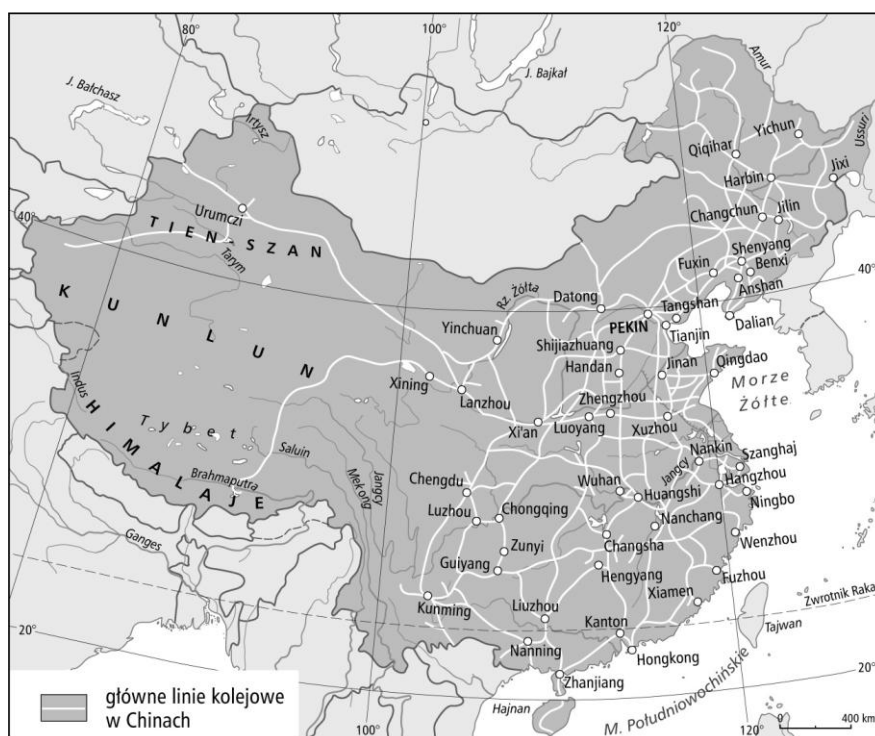 80°
100°
120°
J. Bałchasz
J. Bajkał
Amur
Irtysz
Yichun
Ussuri
Qiqihar
Jixi
Harbin
Urumczi
Changchun
Jilin
40°
TIEN-SZAN
Tarym
Shenyang
Fuxin
Benxi
40°
Anshan
Rz. Żółta
Datong
Tangshan
KUNLUN
PEKIN
Dalian
Yinchuan
Tianjin
Shijiazhuang
Handan
Jinan
Qingdao
Xining
Morze
Żółte
Lanzhou
Zhengzhou
Indus
Xi'an
Luoyang
Xuzhou
HIMALAJE
Tybet
Saluin
Nankin
Szanghaj
Jangcy
Brahmaputra
Mekong
Jangcy
Chengdu
Wuhan
Hangzhou
Huangshi
Ningbo
Luzhou
Chongqing
Nanchang
Ganges
Zunyi
Changsha
Wenzhou
Guiyang
Hengyang
Fuzhou
Xiamen
Zwrotnik Raka
20°
Kunming
Liuzhou
Kanton
Tajwan
Nanning
Hongkong
20°
Zhanjiang
M. Południowochińskie
Hajnan
główne linie kolejowe
w Chinach
100°
120°
0 400 km